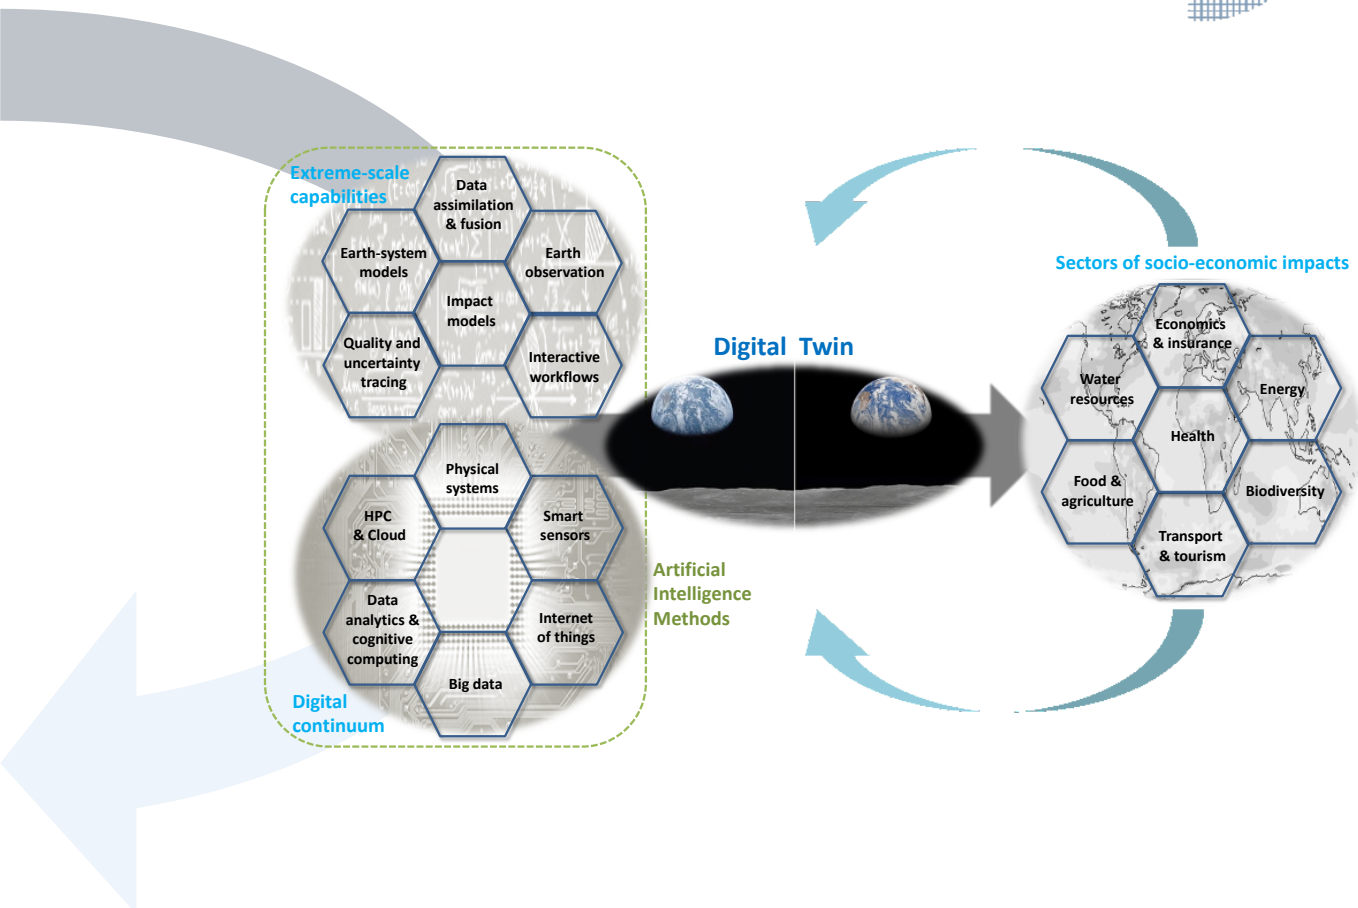 Extreme-scale
capabilities
Data
assimilation
& fusion
Earth-system
models
Earth
observation
Impact
models
Quality and
uncertainty
tracing
Interactive
workflows
Physical
systems
HPC
& Cloud
Smart
sensors
Data
analytics &
cognitive
computing
Internet
of things
Big data
Digital
continuum
Artificial
Intelligence
Methods
Digital Twin
Sectors of socio-economic impacts
Economics
& insurance
Water
resources
Energy
Health
Food &
agriculture
Biodiversity
Transport
& tourism